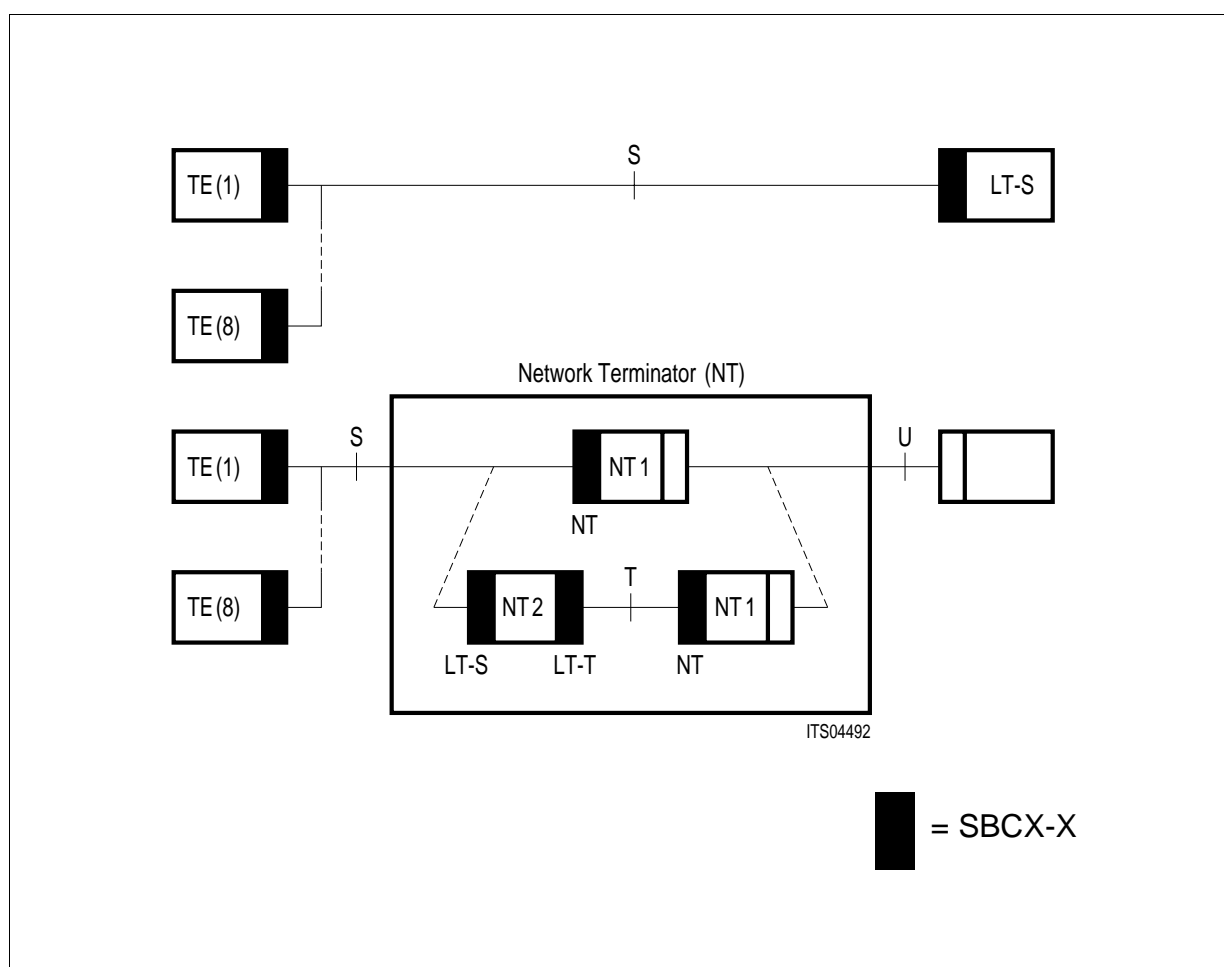 S
TE (1)
LT-S
TE (8)
Network Terminator (NT)
TE (1)
S
NT 1
U
NT
TE (8)
NT 2
T
NT 1
LT-S
LT-T
NT
ITS04492
= SBCX-X